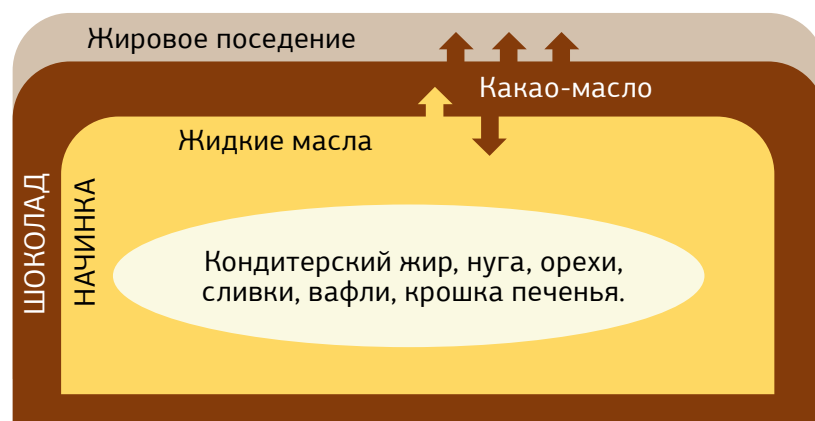 Жировое поседение
Какао-масло
Жидкие масла
ШОКОЛАД
НАЧИНКА
Кондитерский жир, нуга, орехи,
сливки, вафли, крошка печенья.